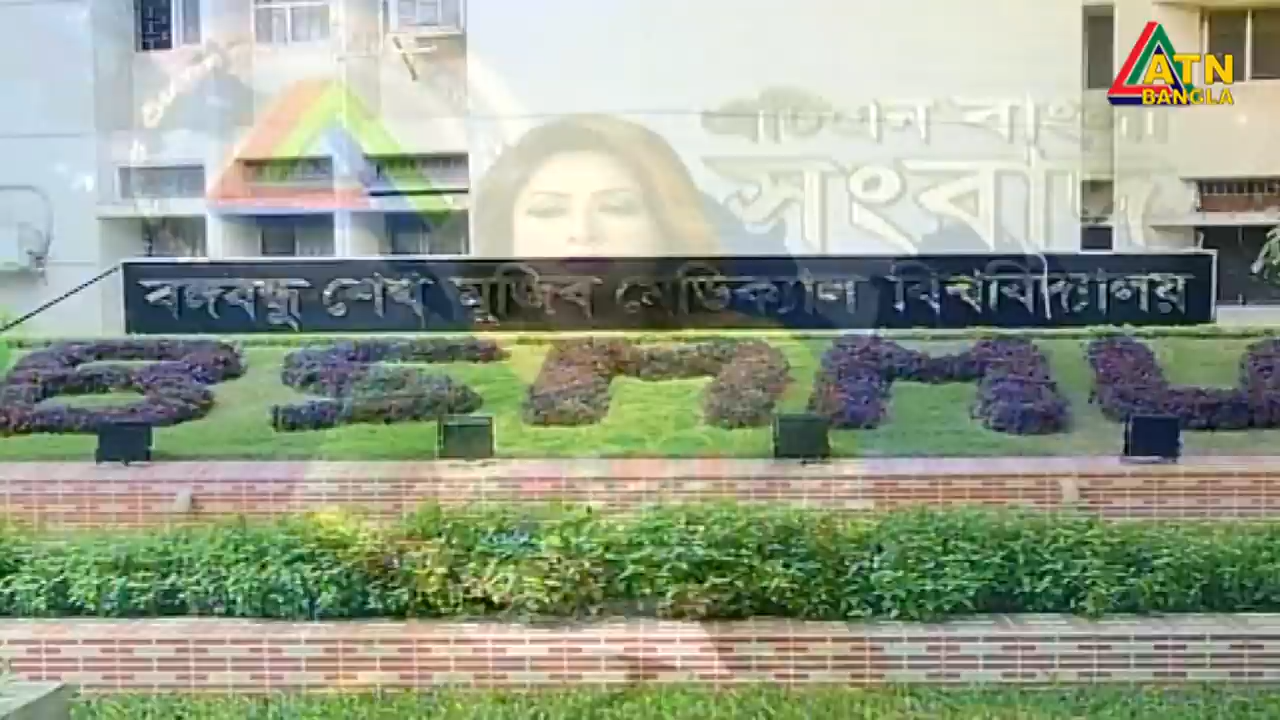 ATN
BANGLA
এটিএন বাংলা
সংবাদ
বঙ্গবন্ধু শেখ মুজিব মেডিক্যাল বিশ্ববিদ্যালয়
BSMMU